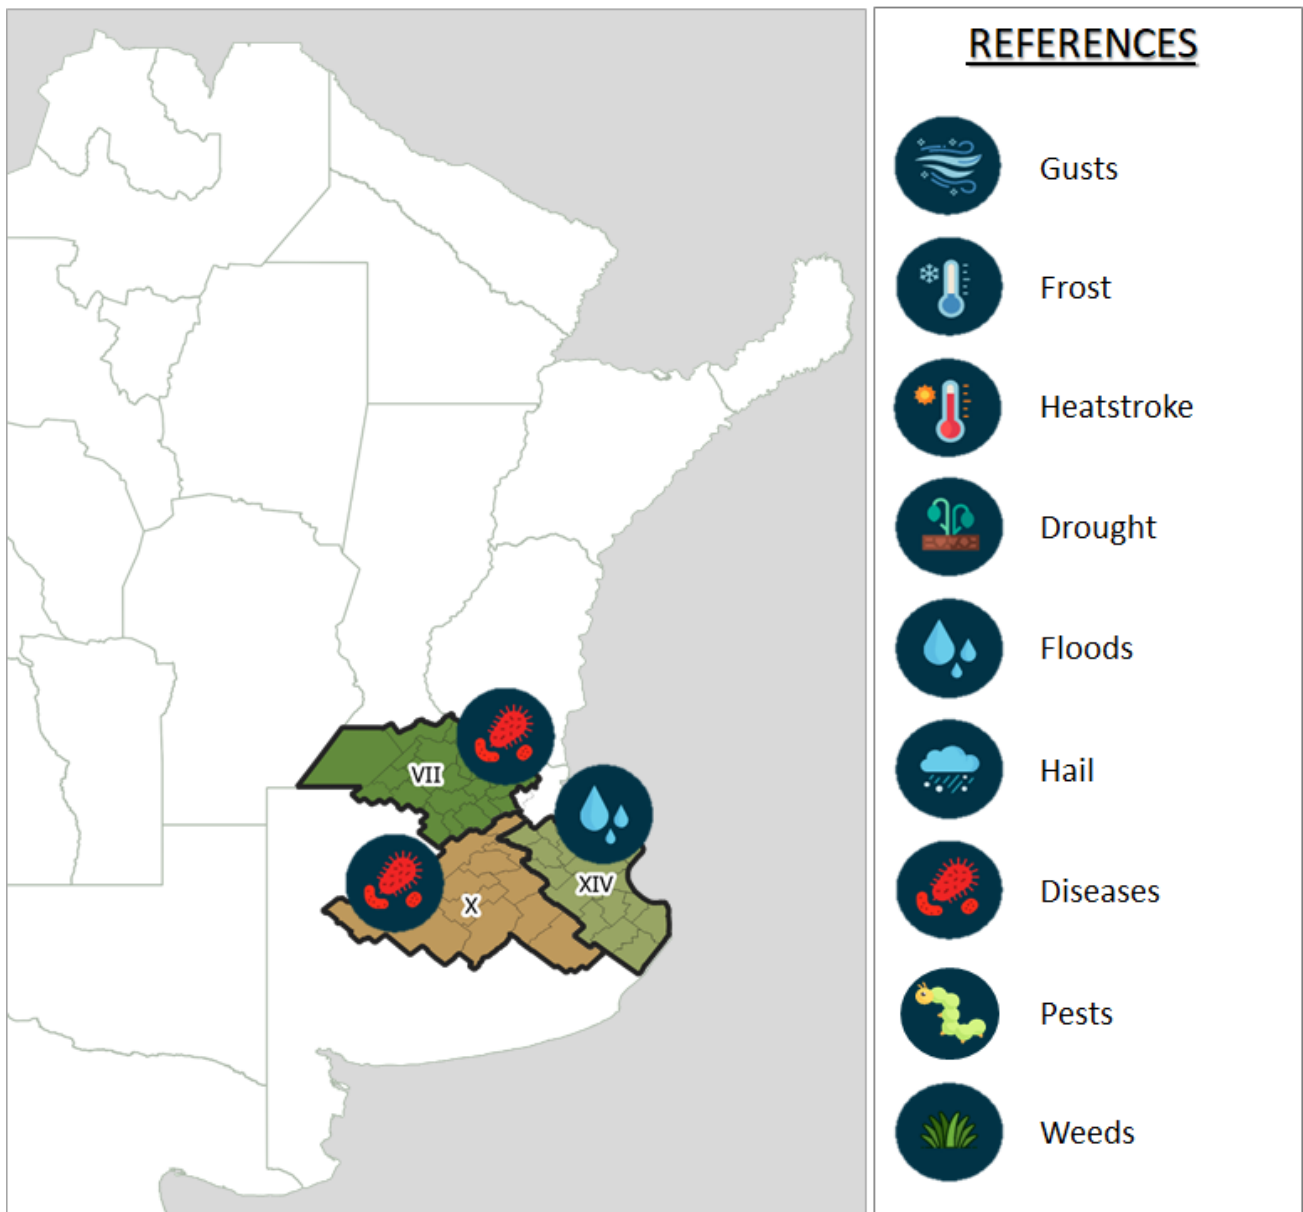 REFERENCES
Gusts
Frost
Heatstroke
Drought
Floods
Hail
Diseases
Pests
Weeds
VII
XIV
X